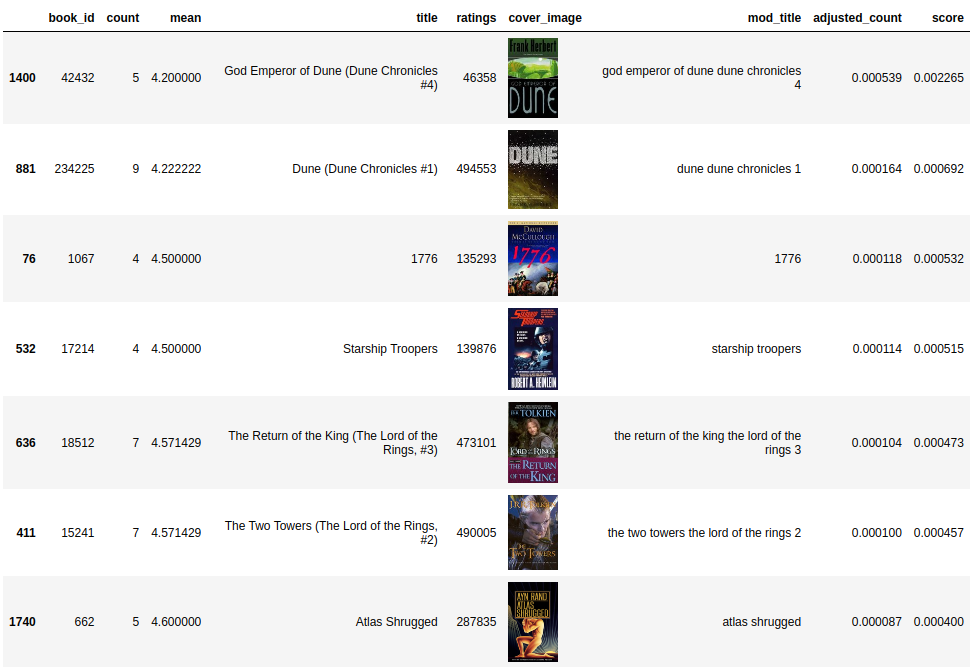 book_id count mean title ratings cover_image mod_title adjusted_count score
1400 42432 5 4.200000 God Emperor of Dune (Dune Chronicles #4) 46358 god emperor of dune dune chronicles 4 0.000539 0.002265
Frank Herbert
GOD EMPEROR OF
DUNE
881 234225 9 4.222222 Dune (Dune Chronicles #1) 494553 dune dune chronicles 1 0.000164 0.000692
DUNE
76 1067 4 4.500000 1776 135293 1776 0.000118 0.000532
DAVID
McCULLOUGH
1776
532 17214 4 4.500000 Starship Troopers 139876 starship troopers 0.000114 0.000515
STARSHIP
TROOPERS
ROBERT A. HEINLEIN
636 18512 7 4.571429 The Return of the King (The Lord of the Rings, #3) 473101 the return of the king the lord of the rings 3 0.000104 0.000473
TOLKIEN
LORD OF THE RINGS
THE RETURN
OF THE KING
411 15241 7 4.571429 The Two Towers (The Lord of the Rings, #2) 490005 the two towers the lord of the rings 2 0.000100 0.000457
J.R.R. TOLKIEN
THE
TWO TOWERS
1740 662 5 4.600000 Atlas Shrugged 287835 atlas shrugged 0.000087 0.000400
AYN RAND
ATLAS
SHRUGGED